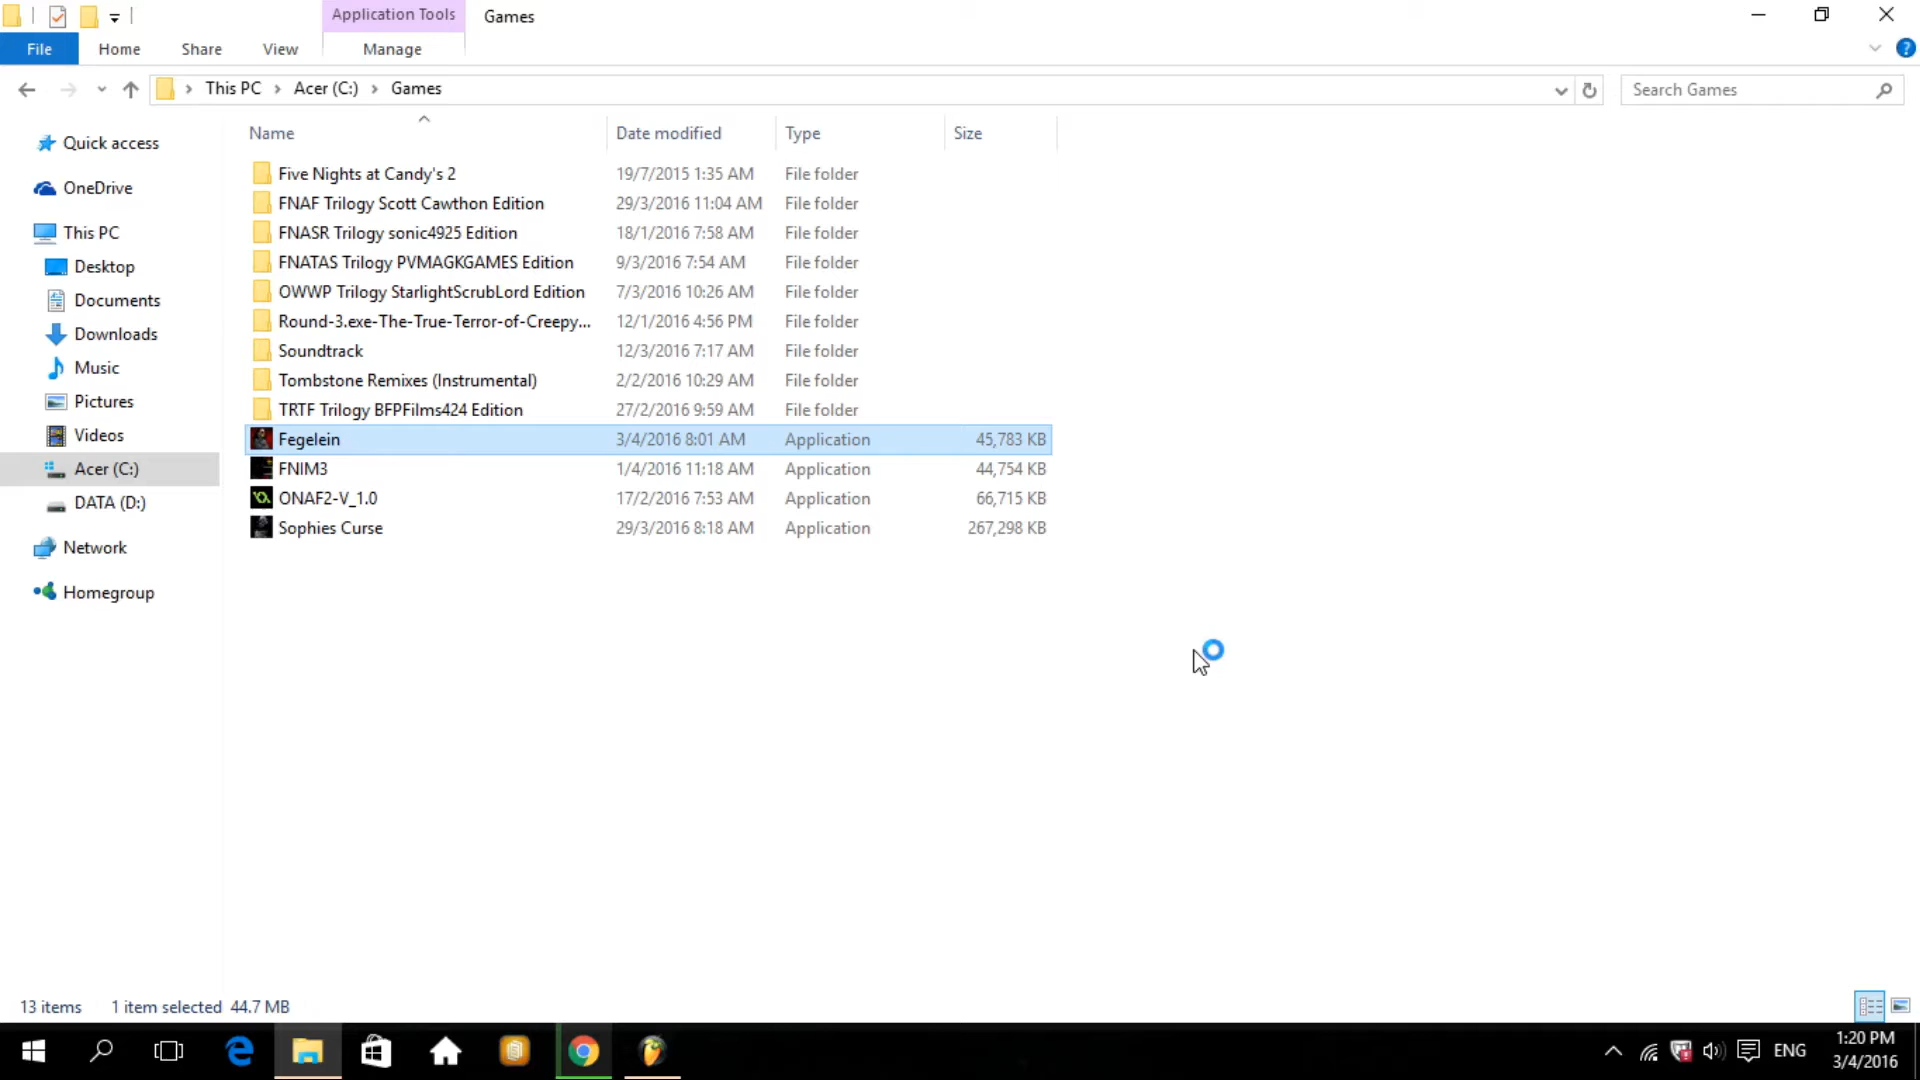 Application Tools Games
File Home Share View Manage
This PC Acer (C:) Games
Search Games
Name Date modified Type Size
Quick access
OneDrive
This PC
Desktop
Documents
Downloads
Music
Pictures
Videos
Acer (C:)
DATA (D:)
Network
Homegroup
Five Nights at Candy's 2 19/7/2015 1:35 AM File folder
FNAF Trilogy Scott Cawthon Edition 29/3/2016 11:04 AM File folder
FNASR Trilogy sonic4925 Edition 18/1/2016 7:58 AM File folder
FNATAS Trilogy PVMAGKGAMES Edition 9/3/2016 7:54 AM File folder
OWWP Trilogy StarlightScrubLord Edition 7/3/2016 10:26 AM File folder
Round-3.exe-The-True-Terror-of-Creepy... 12/1/2016 4:56 PM File folder
Soundtrack 12/3/2016 7:17 AM File folder
Tombstone Remixes (Instrumental) 2/2/2016 10:29 AM File folder
TRTF Trilogy BFPFilms424 Edition 27/2/2016 9:59 AM File folder
Fegelein 3/4/2016 8:01 AM Application 45,783 KB
FNIM3 1/4/2016 11:18 AM Application 44,754 KB
ONAF2-V_1.0 17/2/2016 7:53 AM Application 66,715 KB
Sophies Curse 29/3/2016 8:18 AM Application 267,298 KB
13 items 1 item selected 44.7 MB
ENG
1:20 PM
3/4/2016